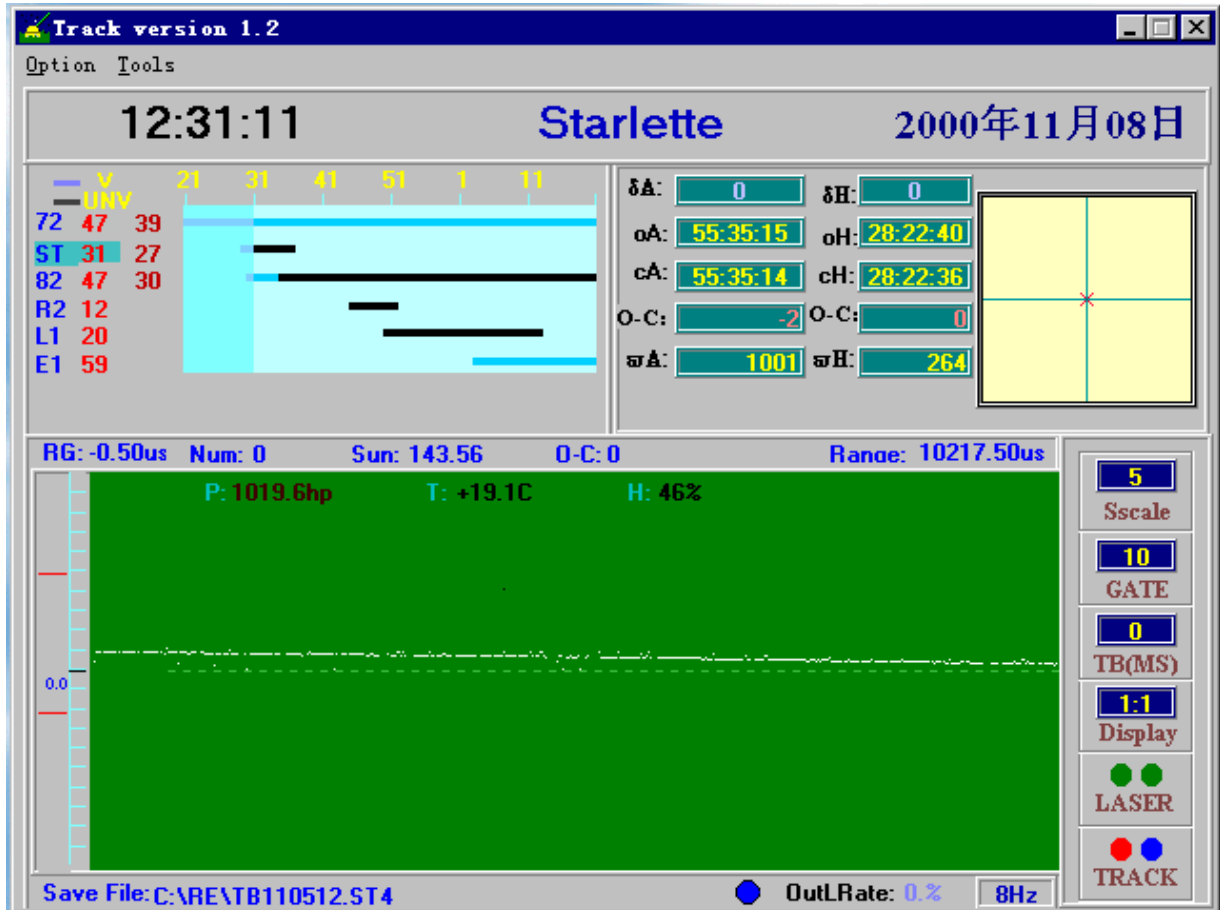 Track version 1.2
Option Tools
12:31:11 Starlette 2000年11月08日
V 21 31 41 51 1 11
UNV
72 47 39
ST 31 27
82 47 30
R2 12
L1 20
E1 59
δA: 0 δH: 0
oA: 55:35:15 oH: 28:22:40
cA: 55:35:14 cH: 28:22:36
O-C: -2 O-C: 0
ϖA: 1001 ϖH: 264
RG: -0.50us Num: 0 Sun: 143.56 O-C: 0 Range: 10217.50us
P: 1019.6hp T: +19.1C H: 46%
0.0
5
Sscale
10
GATE
0
TB(MS)
1:1
Display
LASER
TRACK
Save File: C:\RE\TB110512.ST4 OutLRate: 0.% 8Hz